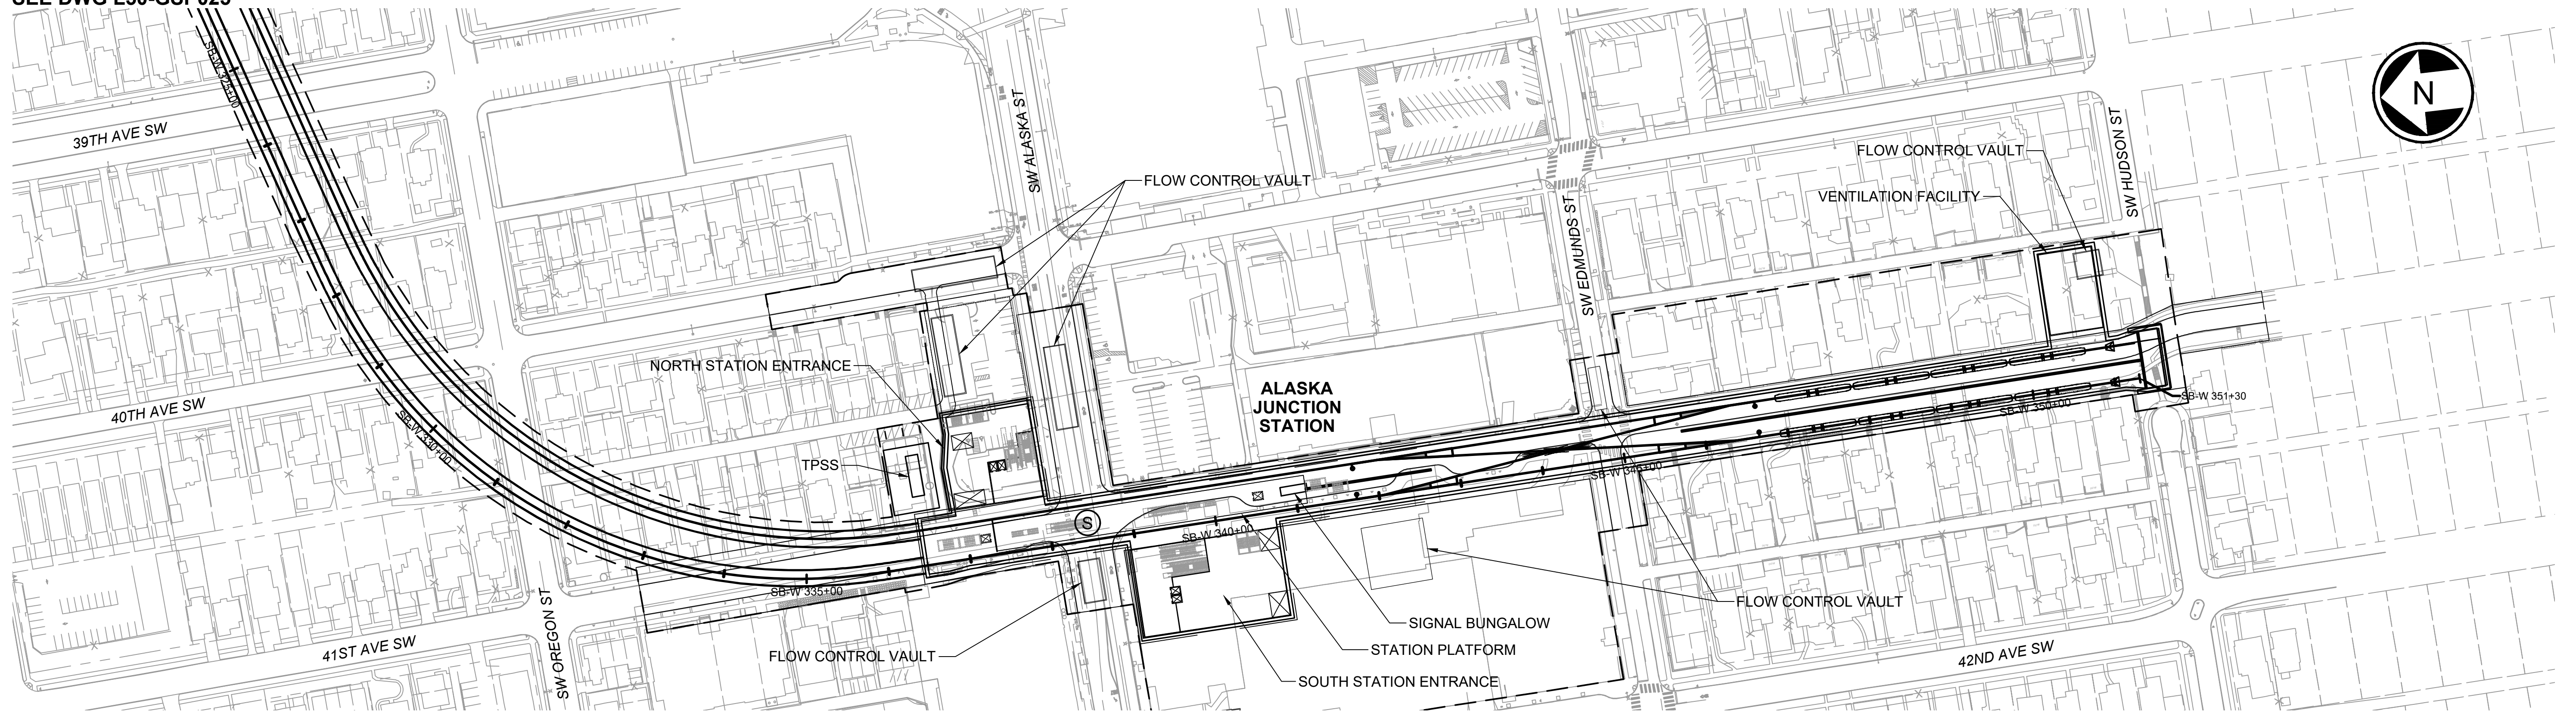 SB-W 325+00
39TH AVE SW
SW ALASKA ST
FLOW CONTROL VAULT
N
FLOW CONTROL VAULT
VENTILATION FACILITY
SW HUDSON ST
SW EDMUNDS ST
NORTH STATION ENTRANCE
ALASKA
JUNCTION
STATION
40TH AVE SW
SB-W 330+00
TPSS
SB-W 351+30
SB-W 350+00
SB-W 345+00
S
SB-W 340+00
SB-W 335+00
SW OREGON ST
41ST AVE SW
FLOW CONTROL VAULT
FLOW CONTROL VAULT
SIGNAL BUNGALOW
STATION PLATFORM
SOUTH STATION ENTRANCE
42ND AVE SW